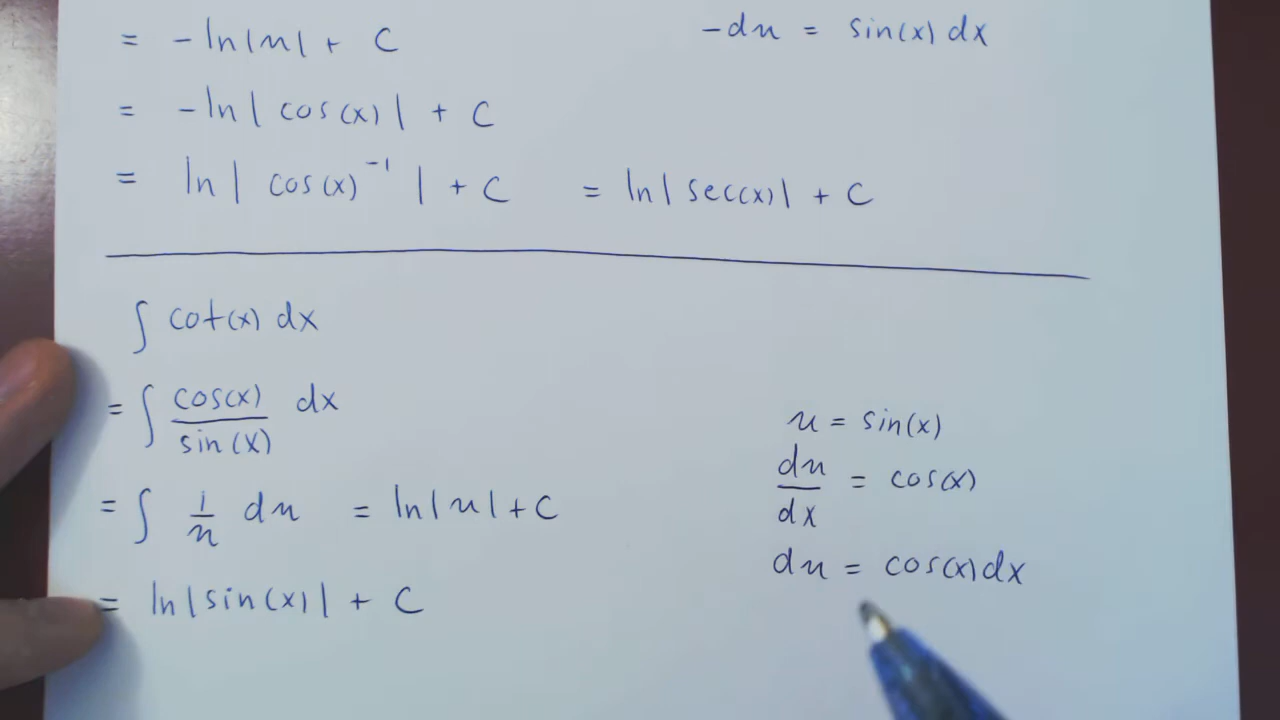 = -ln|u| + C
-du = sin(x) dx
= -ln| cos(x) | + C
= ln| cos(x)^{-1} | + C = ln| sec(x)| + C
∫ cot(x) dx
= ∫ cos(x)/sin(x) dx
u = sin(x)
du/dx = cos(x)
= ∫ 1/u du = ln|u| + C
du = cos(x)dx
= ln|sin(x)| + C